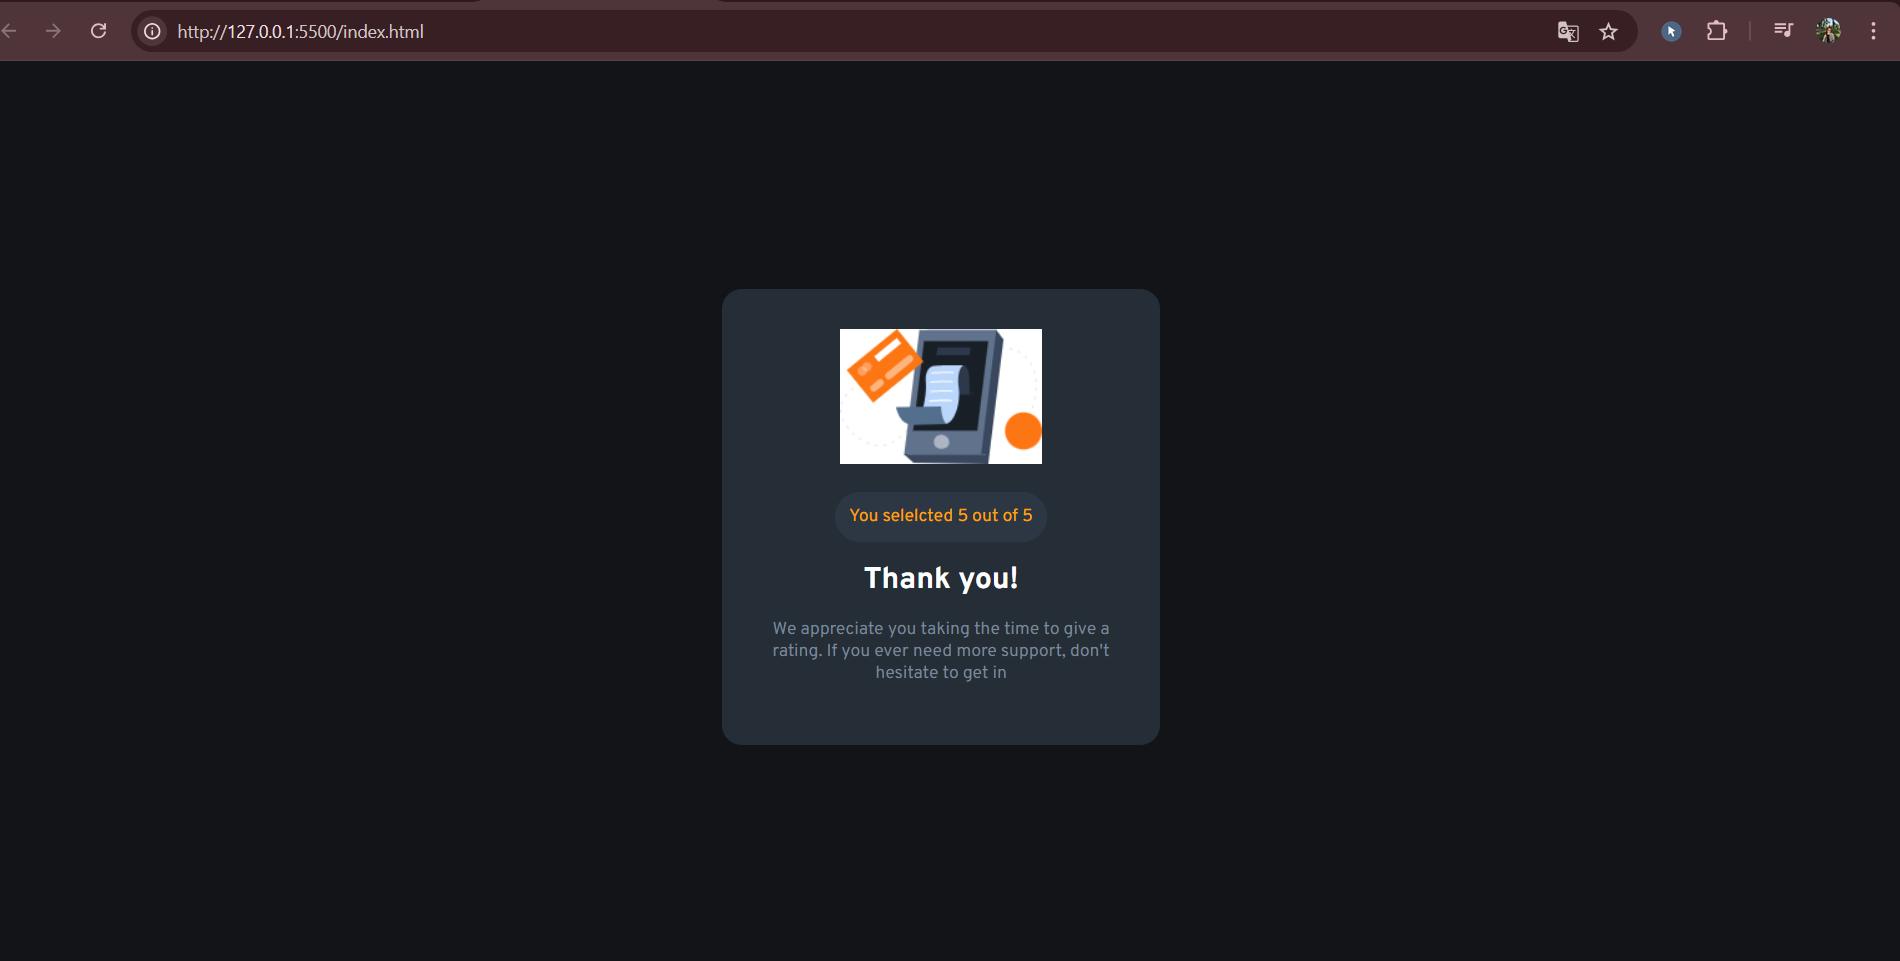 http://127.0.0.1:5500/index.html
You selelcted 5 out of 5
Thank you!
We appreciate you taking the time to give a
rating. If you ever need more support, don't
hesitate to get in